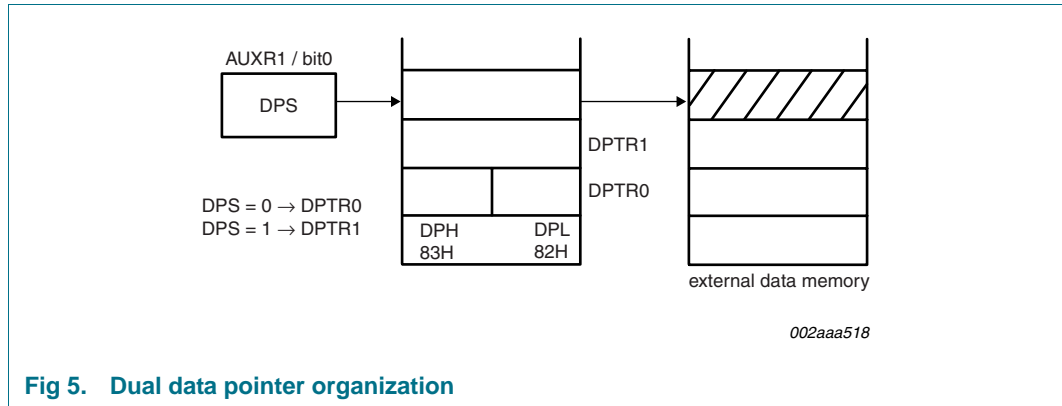 AUXR1 / bit0
DPS
DPTR1
DPTR0
DPS = 0 → DPTR0
DPS = 1 → DPTR1
DPH DPL
83H 82H
external data memory
002aaa518
Fig 5. Dual data pointer organization